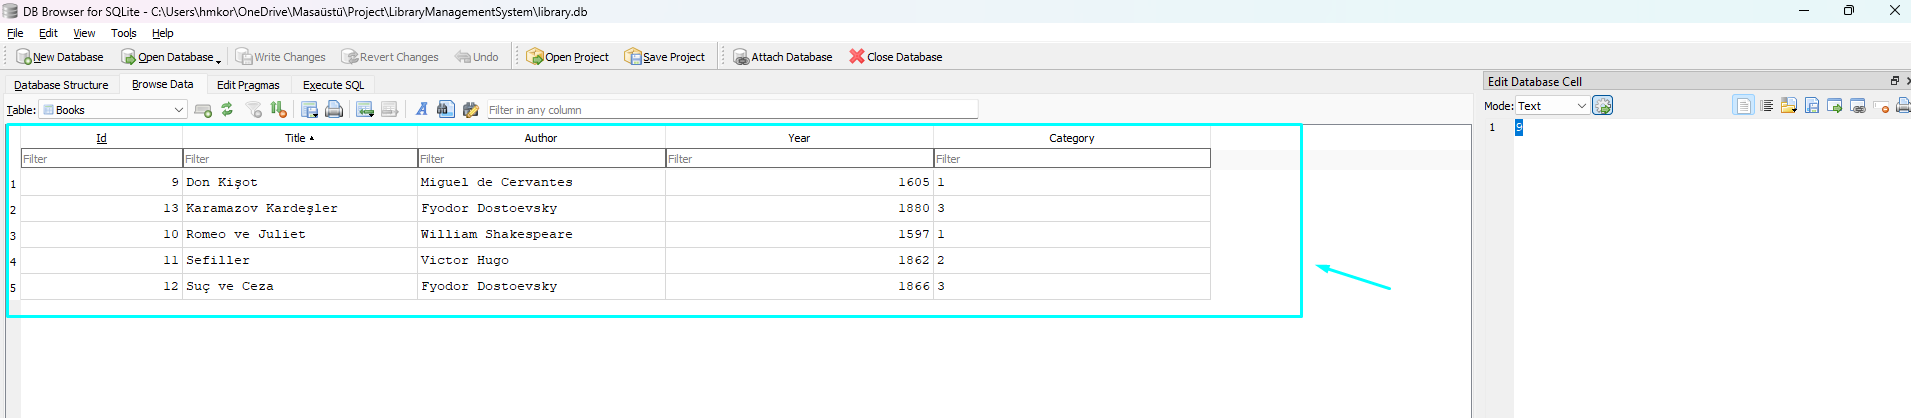 DB Browser for SQLite - C:\Users\hmkor\OneDrive\Masaüstü\Project\LibraryManagementSystem\library.db
File Edit View Tools Help
New Database Open Database Write Changes Revert Changes Undo Open Project Save Project Attach Database Close Database
Database Structure Browse Data Edit Pragmas Execute SQL
Edit Database Cell
Table: Books Filter in any column
Mode: Text
1 9
Id Title Author Year Category
Filter Filter Filter Filter Filter
1 9 Don Kişot Miguel de Cervantes 1605 1
2 13 Karamazov Kardeşler Fyodor Dostoevsky 1880 3
3 10 Romeo ve Juliet William Shakespeare 1597 1
4 11 Sefiller Victor Hugo 1862 2
5 12 Suç ve Ceza Fyodor Dostoevsky 1866 3